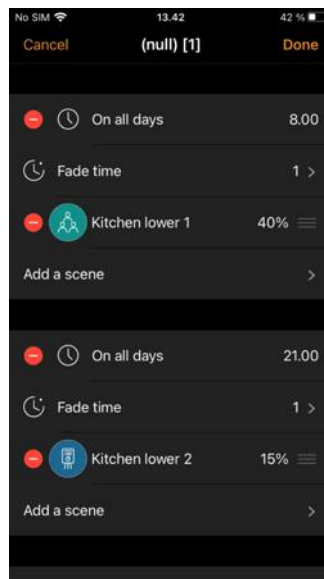 No SIM 13.42 42 %
Cancel (null) [1] Done
On all days 8.00
Fade time 1 >
Kitchen lower 1 40%
Add a scene >
On all days 21.00
Fade time 1 >
Kitchen lower 2 15%
Add a scene >